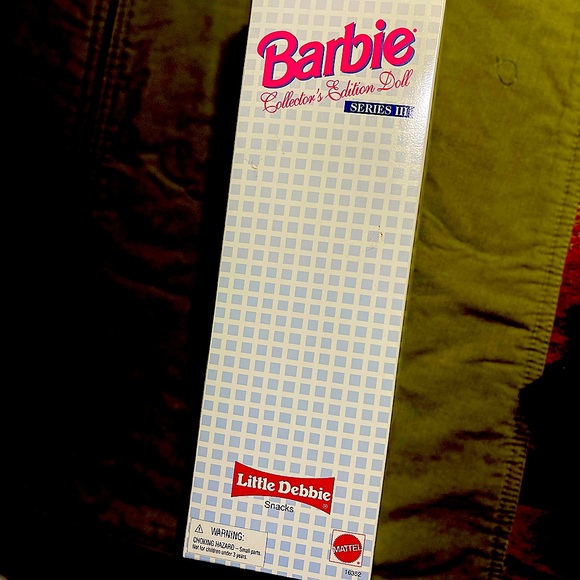 Barbie®
Collector's Edition Doll
SERIES III
Little Debbie®
Snacks
⚠ WARNING:
CHOKING HAZARD – Small parts.
Not for children under 3 years.
MATTEL
16352